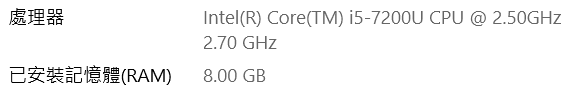 處理器 Intel(R) Core(TM) i5-7200U CPU @ 2.50GHz
2.70 GHz
已安裝記憶體(RAM) 8.00 GB